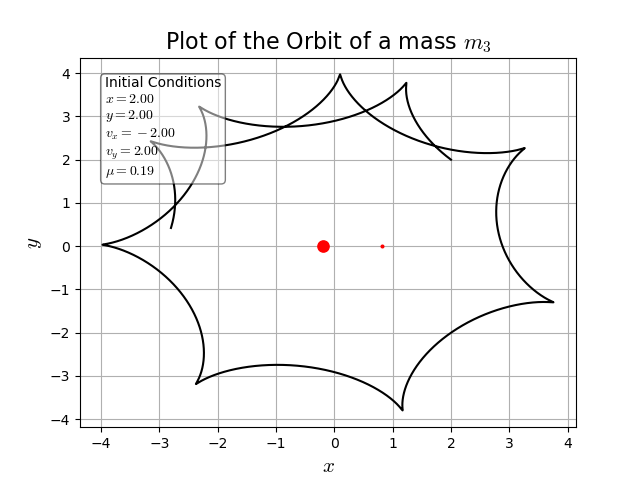 Plot of the Orbit of a mass m₃
Initial Conditions
x = 2.00
y = 2.00
vₓ = −2.00
v_y = 2.00
μ = 0.19
y
4
3
2
1
0
−1
−2
−3
−4
−4 −3 −2 −1 0 1 2 3 4
x